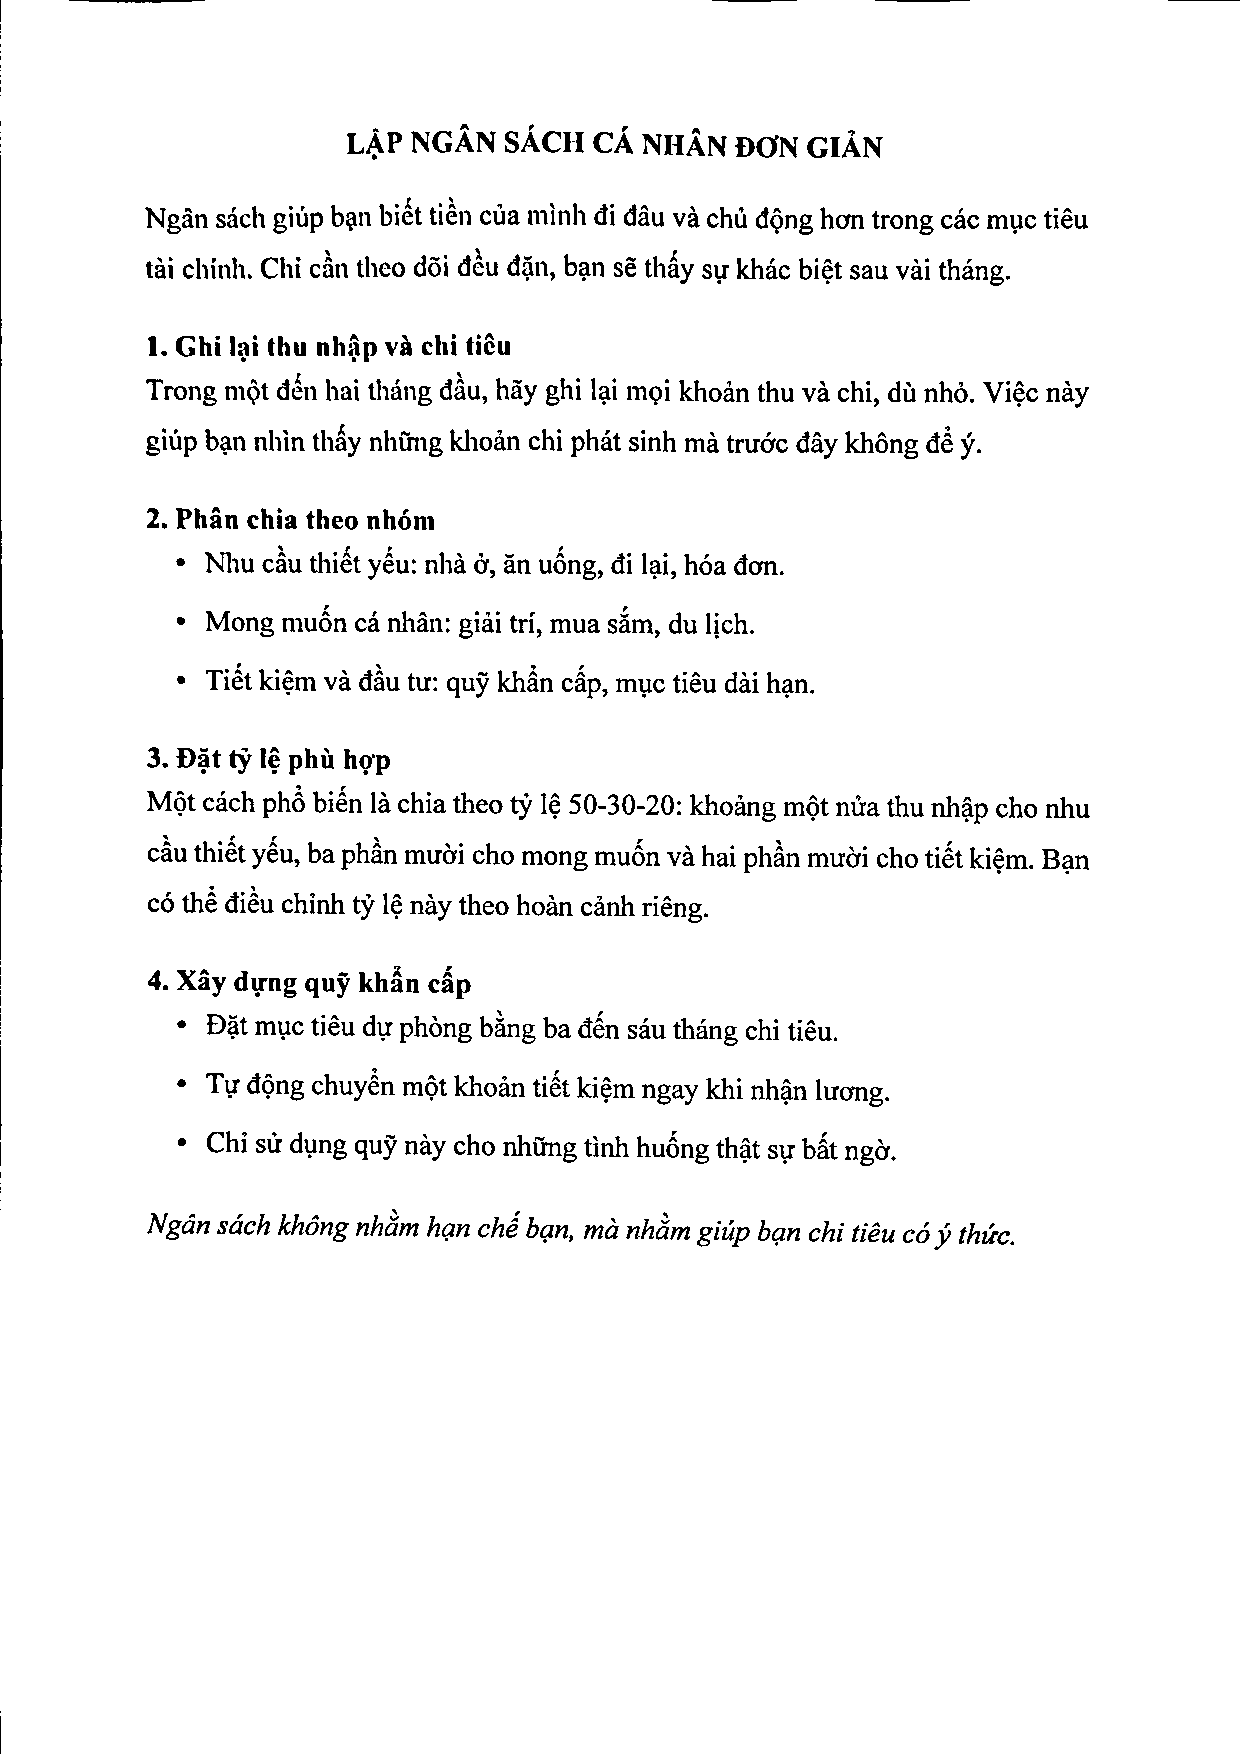 LẬP NGÂN SÁCH CÁ NHÂN ĐƠN GIẢN
Ngân sách giúp bạn biết tiền của mình đi đâu và chủ động hơn trong các mục tiêu
tài chính. Chỉ cần theo dõi đều đặn, bạn sẽ thấy sự khác biệt sau vài tháng.
1. Ghi lại thu nhập và chi tiêu
Trong một đến hai tháng đầu, hãy ghi lại mọi khoản thu và chi, dù nhỏ. Việc này
giúp bạn nhìn thấy những khoản chi phát sinh mà trước đây không để ý.
2. Phân chia theo nhóm
• Nhu cầu thiết yếu: nhà ở, ăn uống, đi lại, hóa đơn.
• Mong muốn cá nhân: giải trí, mua sắm, du lịch.
• Tiết kiệm và đầu tư: quỹ khẩn cấp, mục tiêu dài hạn.
3. Đặt tỷ lệ phù hợp
Một cách phổ biến là chia theo tỷ lệ 50-30-20: khoảng một nửa thu nhập cho nhu
cầu thiết yếu, ba phần mười cho mong muốn và hai phần mười cho tiết kiệm. Bạn
có thể điều chỉnh tỷ lệ này theo hoàn cảnh riêng.
4. Xây dựng quỹ khẩn cấp
• Đặt mục tiêu dự phòng bằng ba đến sáu tháng chi tiêu.
• Tự động chuyển một khoản tiết kiệm ngay khi nhận lương.
• Chỉ sử dụng quỹ này cho những tình huống thật sự bất ngờ.
Ngân sách không nhằm hạn chế bạn, mà nhằm giúp bạn chi tiêu có ý thức.